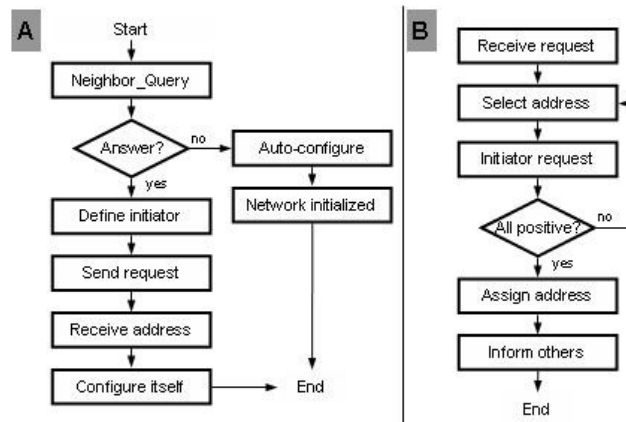 A
Start
Neighbor_Query
Answer?
no
Auto-configure
yes
Network initialized
Define initiator
Send request
Receive address
Configure itself
End
B
Receive request
Select address
Initiator request
All positive?
no
yes
Assign address
Inform others
End